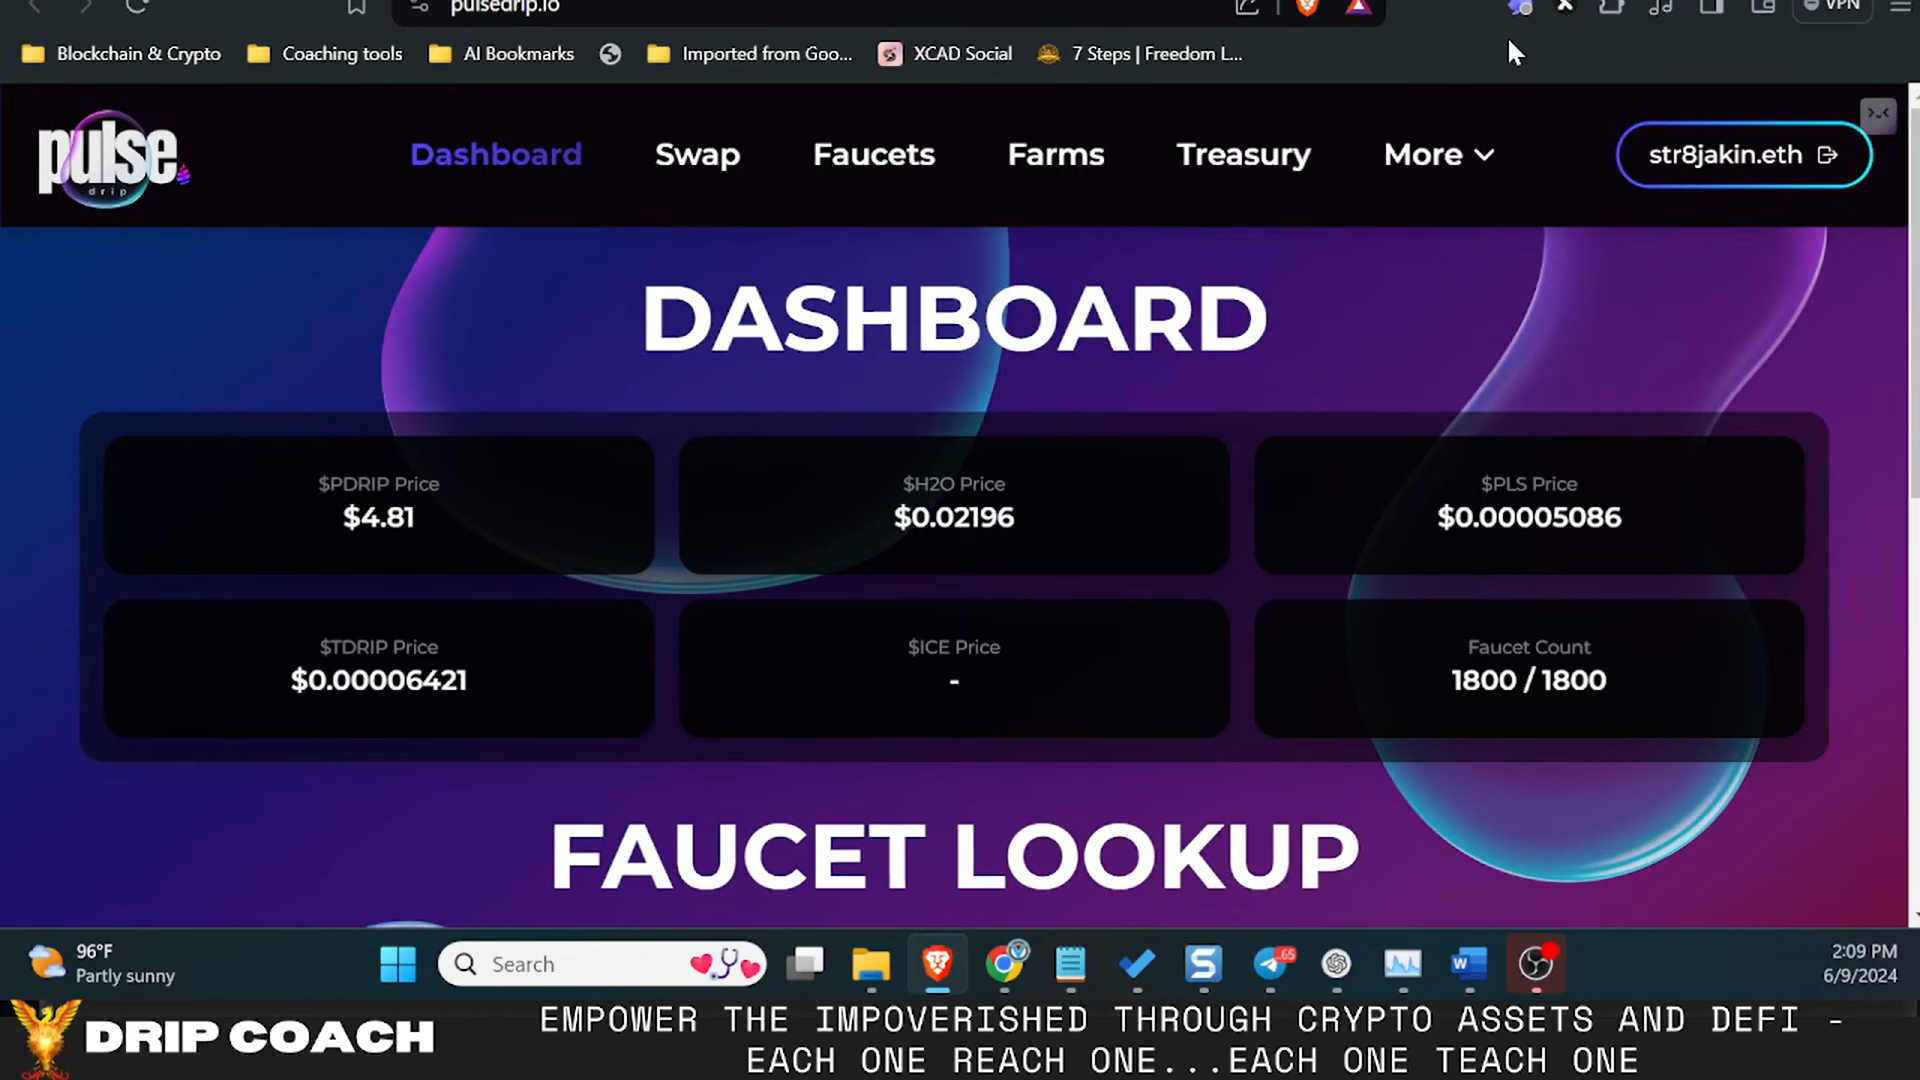 pulsedrip.io
VPN
Blockchain & Crypto
Coaching tools
AI Bookmarks
Imported from Goo...
XCAD Social
7 Steps | Freedom L...
pulse
drip
Dashboard
Swap
Faucets
Farms
Treasury
More
str8jakin.eth
DASHBOARD
$PDRIP Price
$4.81
$H2O Price
$0.02196
$PLS Price
$0.00005086
$TDRIP Price
$0.00006421
$ICE Price
-
Faucet Count
1800 / 1800
FAUCET LOOKUP
96°F
Partly sunny
Search
65
2:09 PM
6/9/2024
DRIP COACH
EMPOWER THE IMPOVERISHED THROUGH CRYPTO ASSETS AND DEFI -
EACH ONE REACH ONE...EACH ONE TEACH ONE